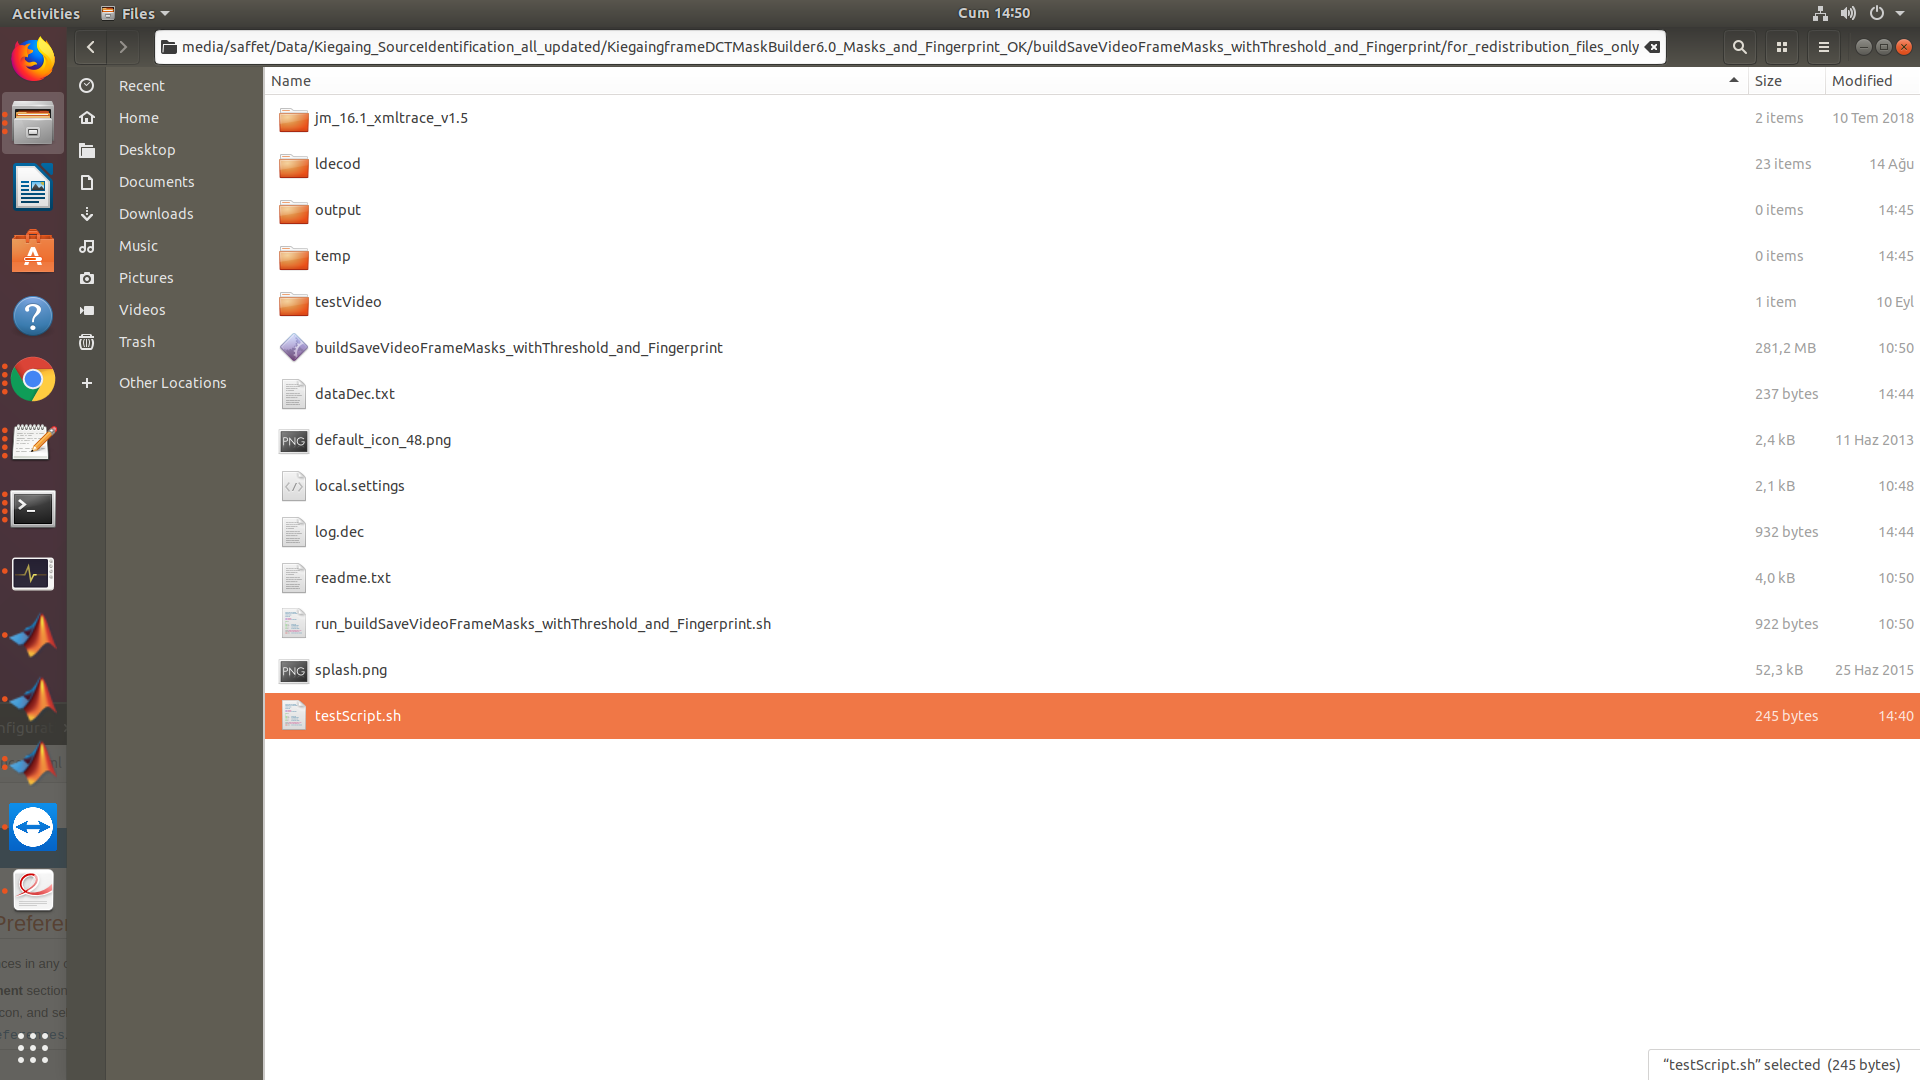 Activities Files Cum 14:50
media/saffet/Data/Kiegaing_SourceIdentification_all_updated/KiegaingframeDCTMaskBuilder6.0_Masks_and_Fingerprint_OK/buildSaveVideoFrameMasks_withThreshold_and_Fingerprint/for_redistribution_files_only
Recent
Home
Desktop
Documents
Downloads
Music
Pictures
Videos
Trash
Other Locations
Name Size Modified
jm_16.1_xmltrace_v1.5 2 items 10 Tem 2018
ldecod 23 items 14 Ağu
output 0 items 14:45
temp 0 items 14:45
testVideo 1 item 10 Eyl
buildSaveVideoFrameMasks_withThreshold_and_Fingerprint 281,2 MB 10:50
dataDec.txt 237 bytes 14:44
PNG default_icon_48.png 2,4 kB 11 Haz 2013
local.settings 2,1 kB 10:48
log.dec 932 bytes 14:44
readme.txt 4,0 kB 10:50
run_buildSaveVideoFrameMasks_withThreshold_and_Fingerprint.sh 922 bytes 10:50
PNG splash.png 52,3 kB 25 Haz 2015
testScript.sh 245 bytes 14:40
Preferer
ces in any
nent section
con, and se
“testScript.sh” selected (245 bytes)